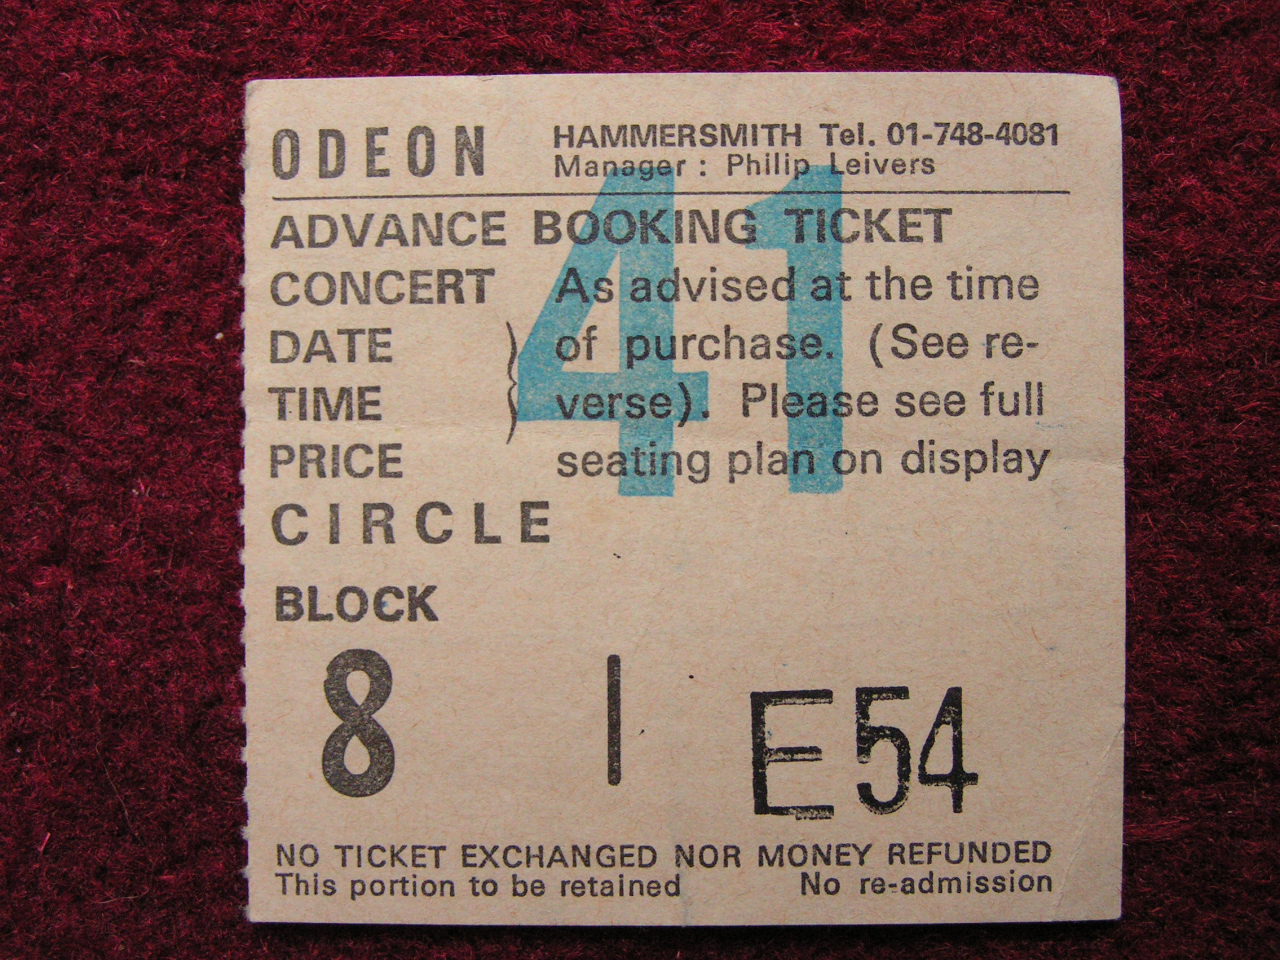 ODEON HAMMERSMITH Tel. 01-748-4081
Manager : Philip Leivers
41
ADVANCE BOOKING TICKET
CONCERT As advised at the time
DATE of purchase. (See re-
TIME verse). Please see full
PRICE seating plan on display
CIRCLE
BLOCK
8 | E54
NO TICKET EXCHANGED NOR MONEY REFUNDED
This portion to be retained No re-admission